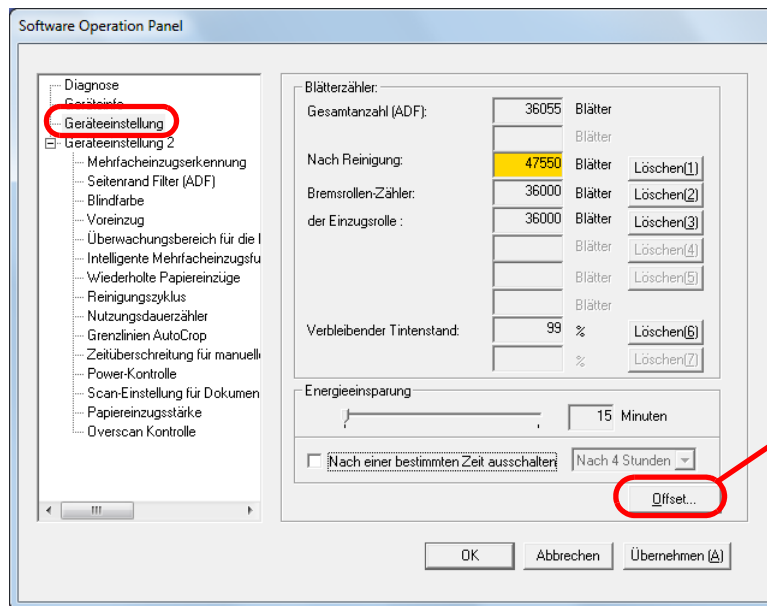 Software Operation Panel
Diagnose
Geräteinfo
Geräteeinstellung
Geräteeinstellung 2
Mehrfacheinzugserkennung
Seitenrand Filter (ADF)
Blindfarbe
Voreinzug
Überwachungsbereich für die
Intelligente Mehrfacheinzugsfu
Wiederholte Papiereinzüge
Reinigungszyklus
Nutzungsdauerzähler
Grenzlinien AutoCrop
Zeitüberschreitung für manuell
Power-Kontrolle
Scan-Einstellung für Dokumen
Papiereinzugsstärke
Overscan Kontrolle
Blätterzähler:
Gesamtanzahl (ADF): 36055 Blätter
Blätter
Nach Reinigung: 47550 Blätter Löschen(1)
Bremsrollen-Zähler: 36000 Blätter Löschen(2)
der Einzugsrolle : 36000 Blätter Löschen(3)
Blätter Löschen(4)
Blätter Löschen(5)
Blätter
Verbleibender Tintenstand: 99 % Löschen(6)
% Löschen(7)
Energieeinsparung
15 Minuten
Nach einer bestimmten Zeit ausschalten Nach 4 Stunden
Offset...
OK Abbrechen Übernehmen (A)